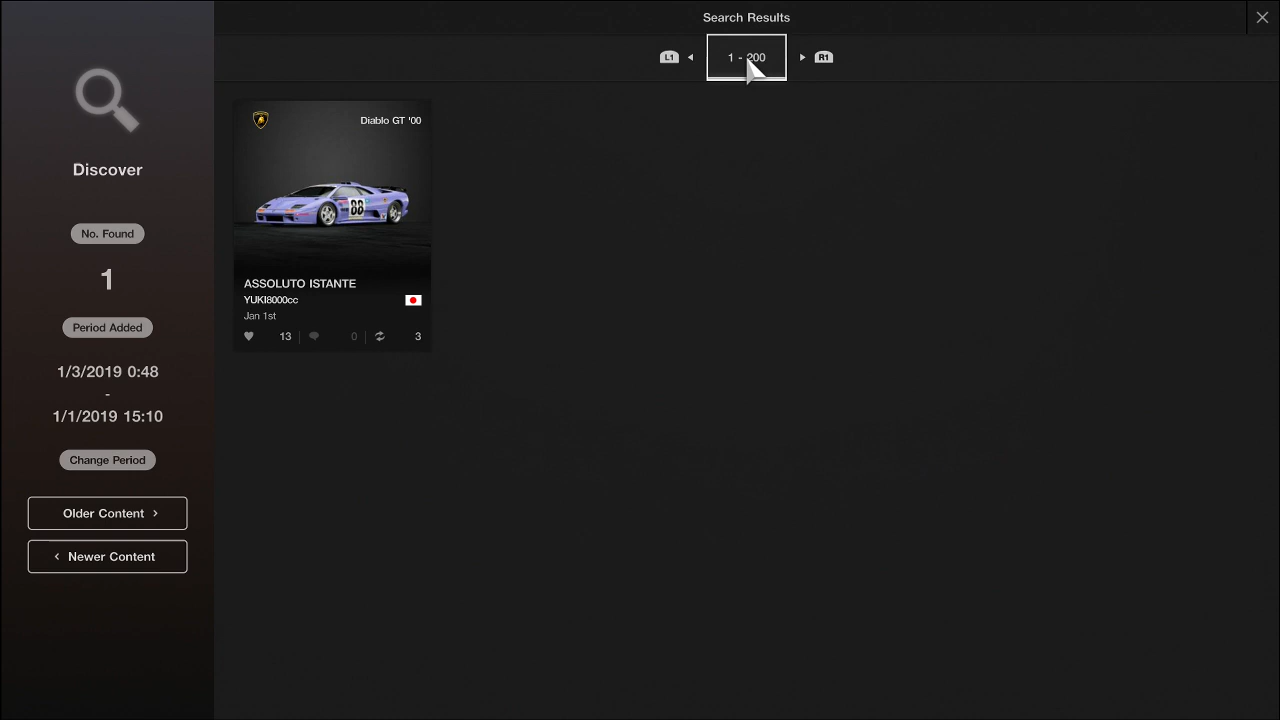 Search Results
L1
1 - 200
R1
Discover
No. Found
1
Period Added
1/3/2019 0:48
-
1/1/2019 15:10
Change Period
Older Content
Newer Content
Diablo GT '00
88
ASSOLUTO ISTANTE
YUKI8000cc
Jan 1st
13
0
3